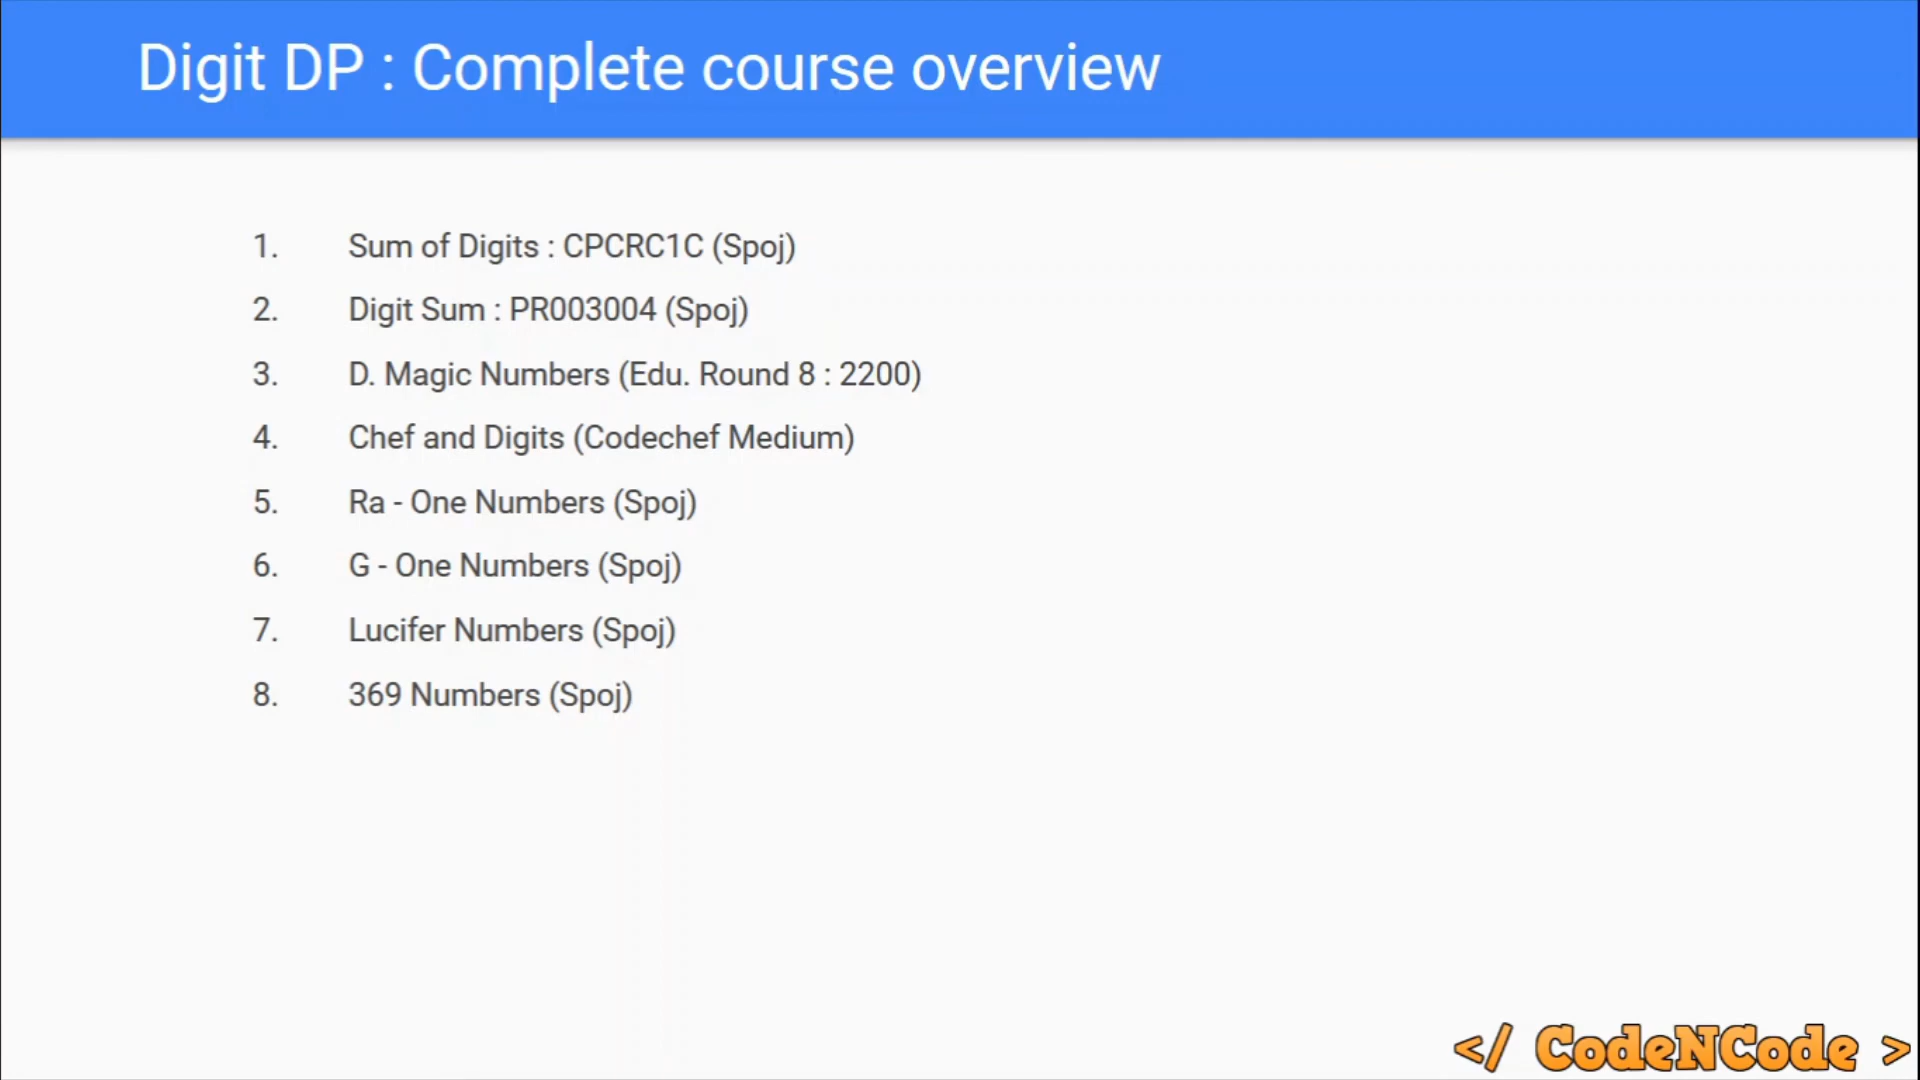 Digit DP : Complete course overview
1. Sum of Digits : CPCRC1C (Spoj)
2. Digit Sum : PR003004 (Spoj)
3. D. Magic Numbers (Edu. Round 8 : 2200)
4. Chef and Digits (Codechef Medium)
5. Ra - One Numbers (Spoj)
6. G - One Numbers (Spoj)
7. Lucifer Numbers (Spoj)
8. 369 Numbers (Spoj)
</ CodeNCode >